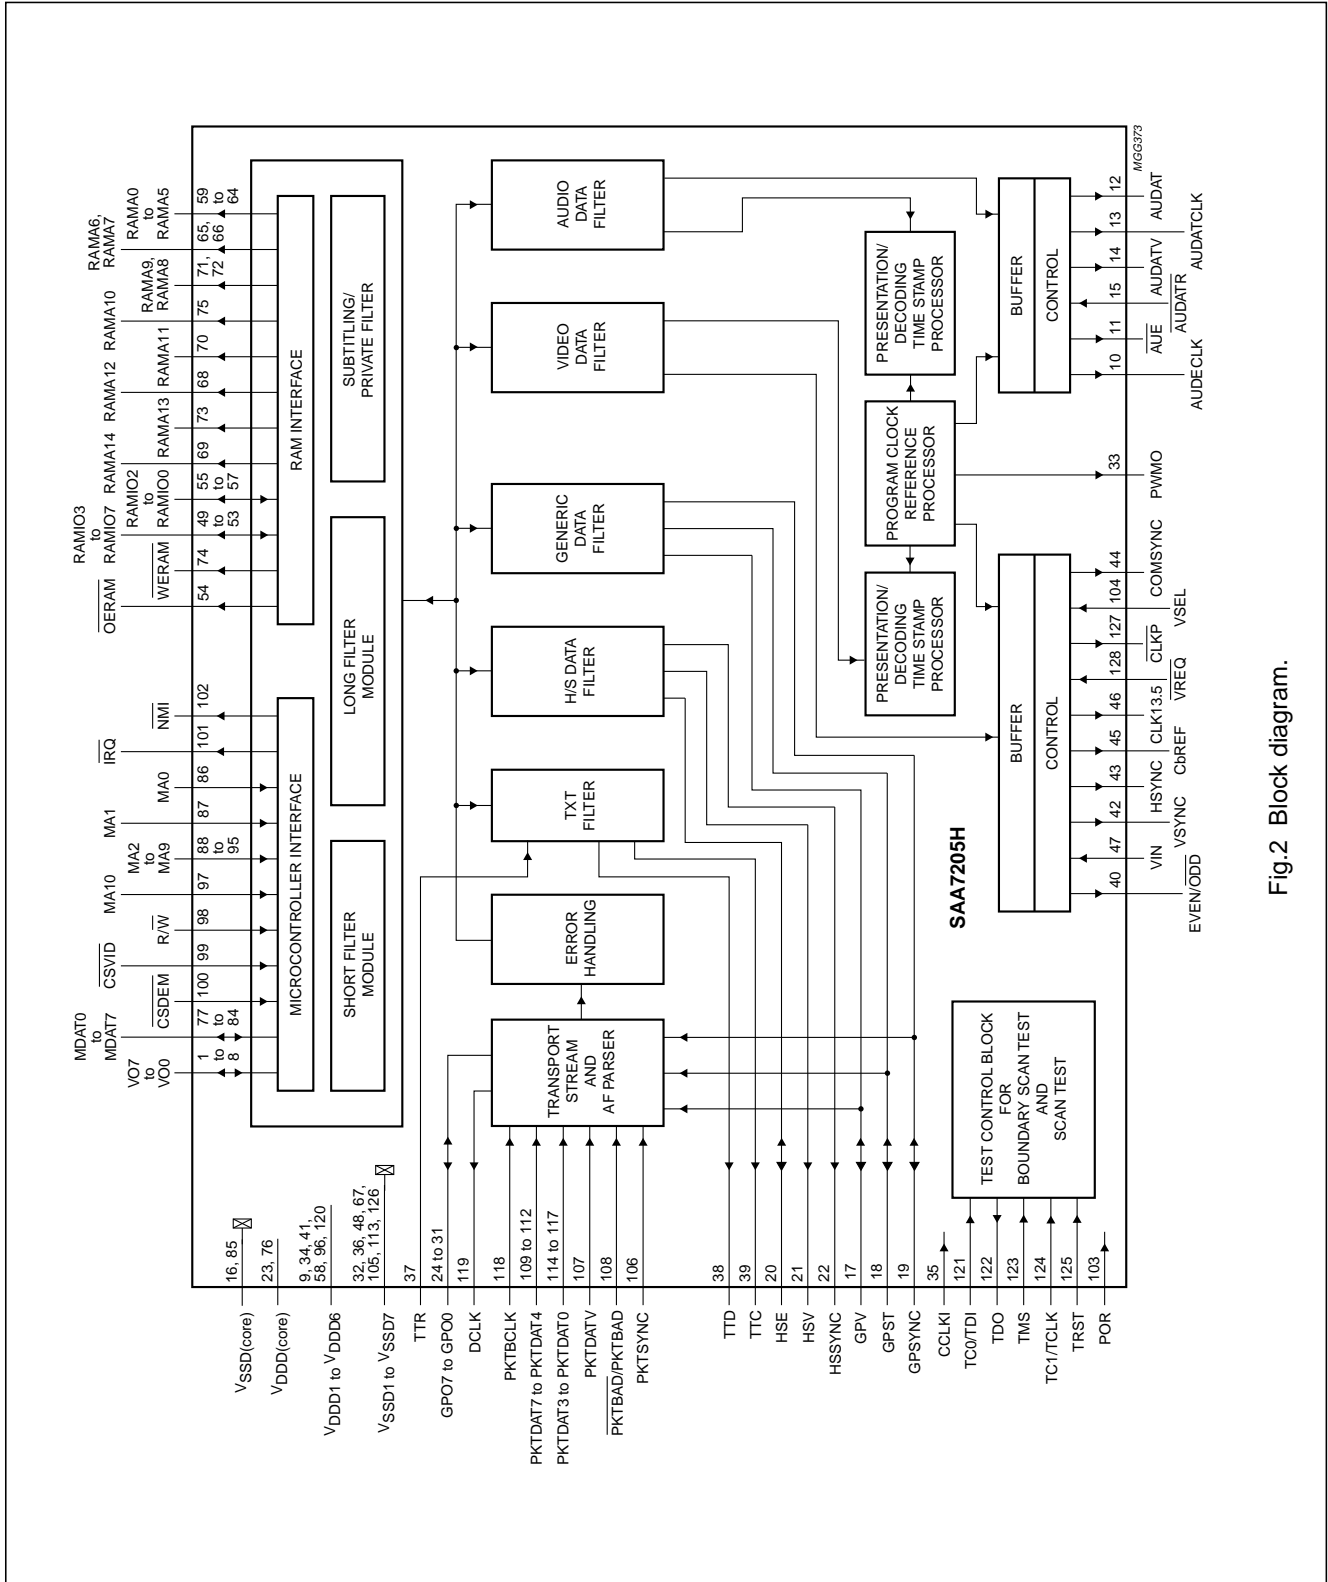 OERAM
54
WERAM
74
RAMIO3
to
RAMIO7
49
to
53
RAMIO2
to
RAMIO0
55
to
57
RAMA14
69
RAMA13
73
RAMA12
68
RAMA11
70
RAMA10
75
RAMA9,
RAMA8
71,
72
RAMA6,
RAMA7
65,
66
RAMA0
to
RAMA5
59
to
64
VO7
to
VO0
1
to
8
MDAT0
to
MDAT7
77
to
84
CSDEM
100
CSVID
99
R/W
98
MA10
97
MA2
to
MA9
88
to
95
MA1
87
MA0
86
IRQ
101
NMI
102
MICROCONTROLLER INTERFACE
RAM INTERFACE
SHORT FILTER
MODULE
LONG FILTER
MODULE
SUBTITLING/
PRIVATE FILTER
TRANSPORT
STREAM
AND
AF PARSER
ERROR
HANDLING
TXT
FILTER
H/S DATA
FILTER
GENERIC
DATA
FILTER
VIDEO
DATA
FILTER
AUDIO
DATA
FILTER
VSSD(core)
16, 85
VDDD(core)
23, 76
VDDD1 to VDDD6
9, 34, 41,
58, 96, 120
VSSD1 to VSSD7
32, 36, 48, 67,
105, 113, 126
TTR
37
GPO7 to GPO0
24 to 31
DCLK
119
PKTBCLK
118
PKTDAT7 to PKTDAT4
109 to 112
PKTDAT3 to PKTDAT0
114 to 117
PKTDATV
107
PKTBAD/PKTBAD
108
PKTSYNC
106
TTD
38
TTC
39
HSE
20
HSV
21
HSSYNC
22
GPV
17
GPST
18
GPSYNC
19
CCLKI
35
TC0/TDI
121
TDO
122
TMS
123
TC1/TCLK
124
TRST
125
POR
103
TEST CONTROL BLOCK
FOR
BOUNDARY SCAN TEST
AND
SCAN TEST
SAA7205H
PRESENTATION/
DECODING
TIME STAMP
PROCESSOR
PROGRAM CLOCK
REFERENCE
PROCESSOR
PRESENTATION/
DECODING
TIME STAMP
PROCESSOR
BUFFER
CONTROL
BUFFER
CONTROL
40
EVEN/ODD
47
VIN
42
VSYNC
43
HSYNC
45
CbREF
46
CLK13.5
128
VREQ
127
CLKP
104
VSEL
44
COMSYNC
33
PWMO
10
AUDECLK
11
AUE
15
AUDATR
14
AUDATV
13
AUDATCLK
12
AUDAT
MGG373
Fig.2 Block diagram.